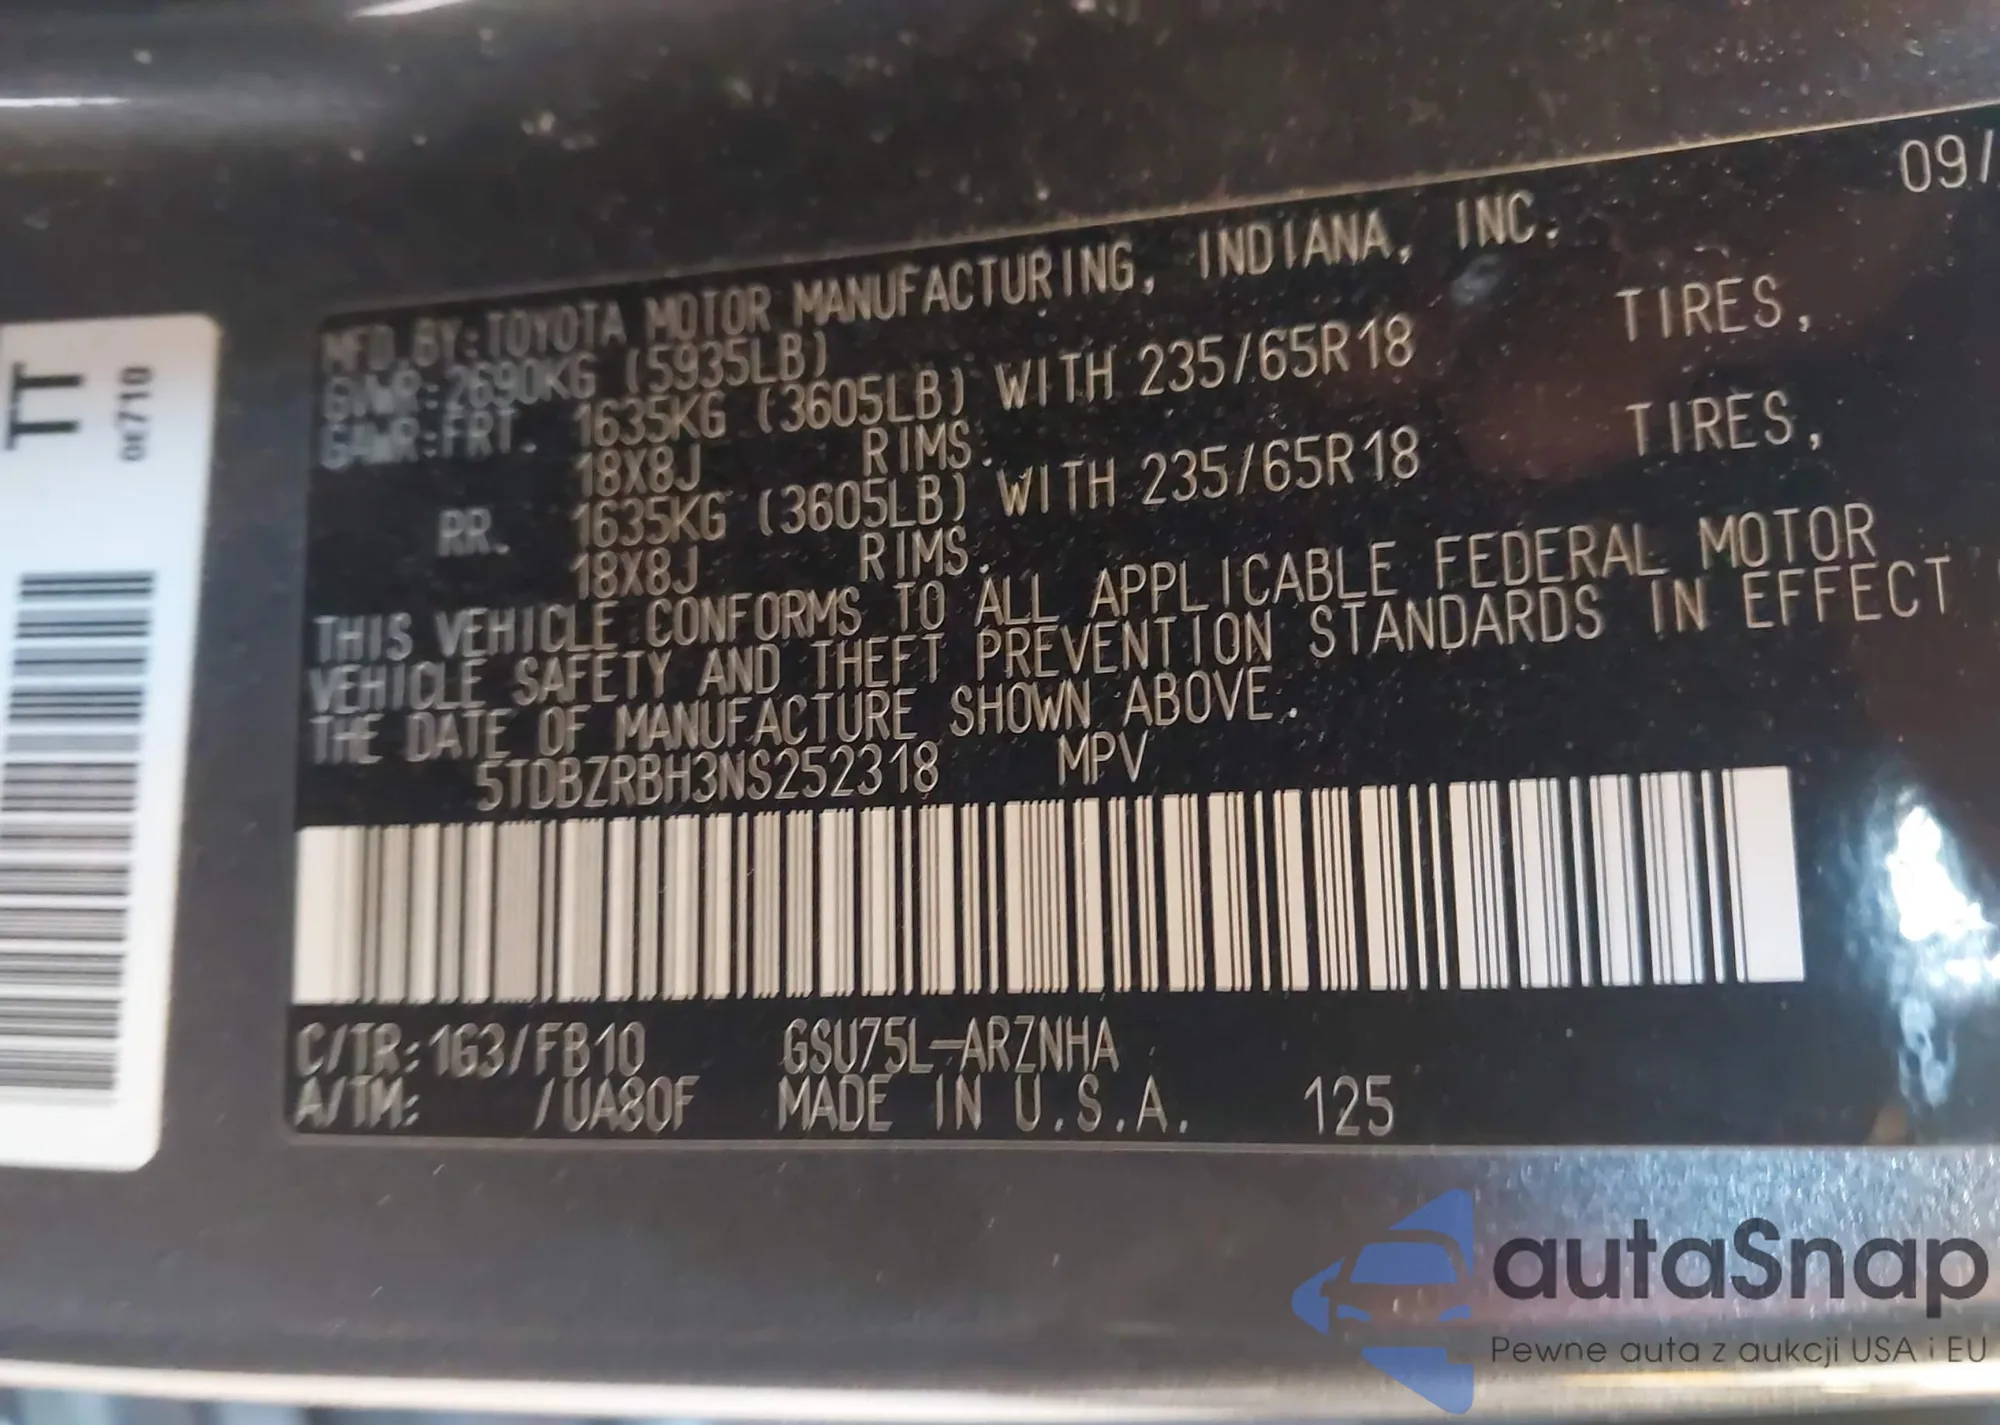 TT
0E710
09/
MFD.BY:TOYOTA MOTOR MANUFACTURING, INDIANA, INC.
GVWR:2690KG (5935LB)
GAWR:FRT. 1635KG (3605LB) WITH 235/65R18 TIRES,
18X8J RIMS.
RR. 1635KG (3605LB) WITH 235/65R18 TIRES,
18X8J RIMS.
THIS VEHICLE CONFORMS TO ALL APPLICABLE FEDERAL MOTOR
VEHICLE SAFETY AND THEFT PREVENTION STANDARDS IN EFFECT
THE DATE OF MANUFACTURE SHOWN ABOVE.
5TDBZRBH3NS252318 MPV
C/TR:1G3/FB10 GSU75L-ARZNHA
A/TM: /UA80F MADE IN U.S.A. 125
autaSnap
Pewne auta z aukcji USA i EU